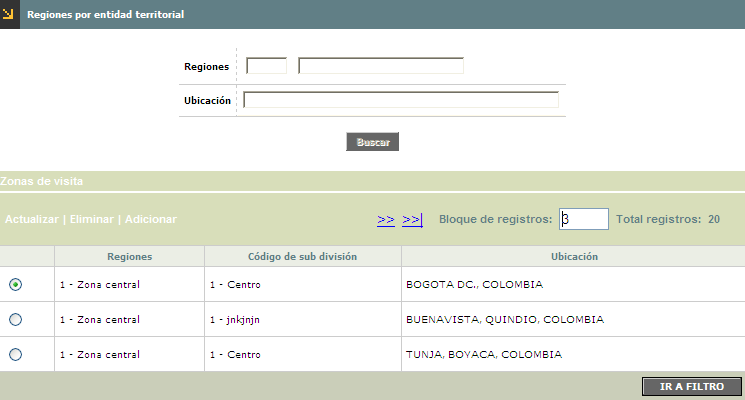 Regiones por entidad territorial
Regiones
Ubicación
Buscar
Zonas de visita
Actualizar | Eliminar | Adicionar >> >>| Bloque de registros: 3 Total registros: 20
Regiones Código de sub división Ubicación
1 - Zona central 1 - Centro BOGOTA DC., COLOMBIA
1 - Zona central 1 - jnkjnjn BUENAVISTA, QUINDIO, COLOMBIA
1 - Zona central 1 - Centro TUNJA, BOYACA, COLOMBIA
IR A FILTRO